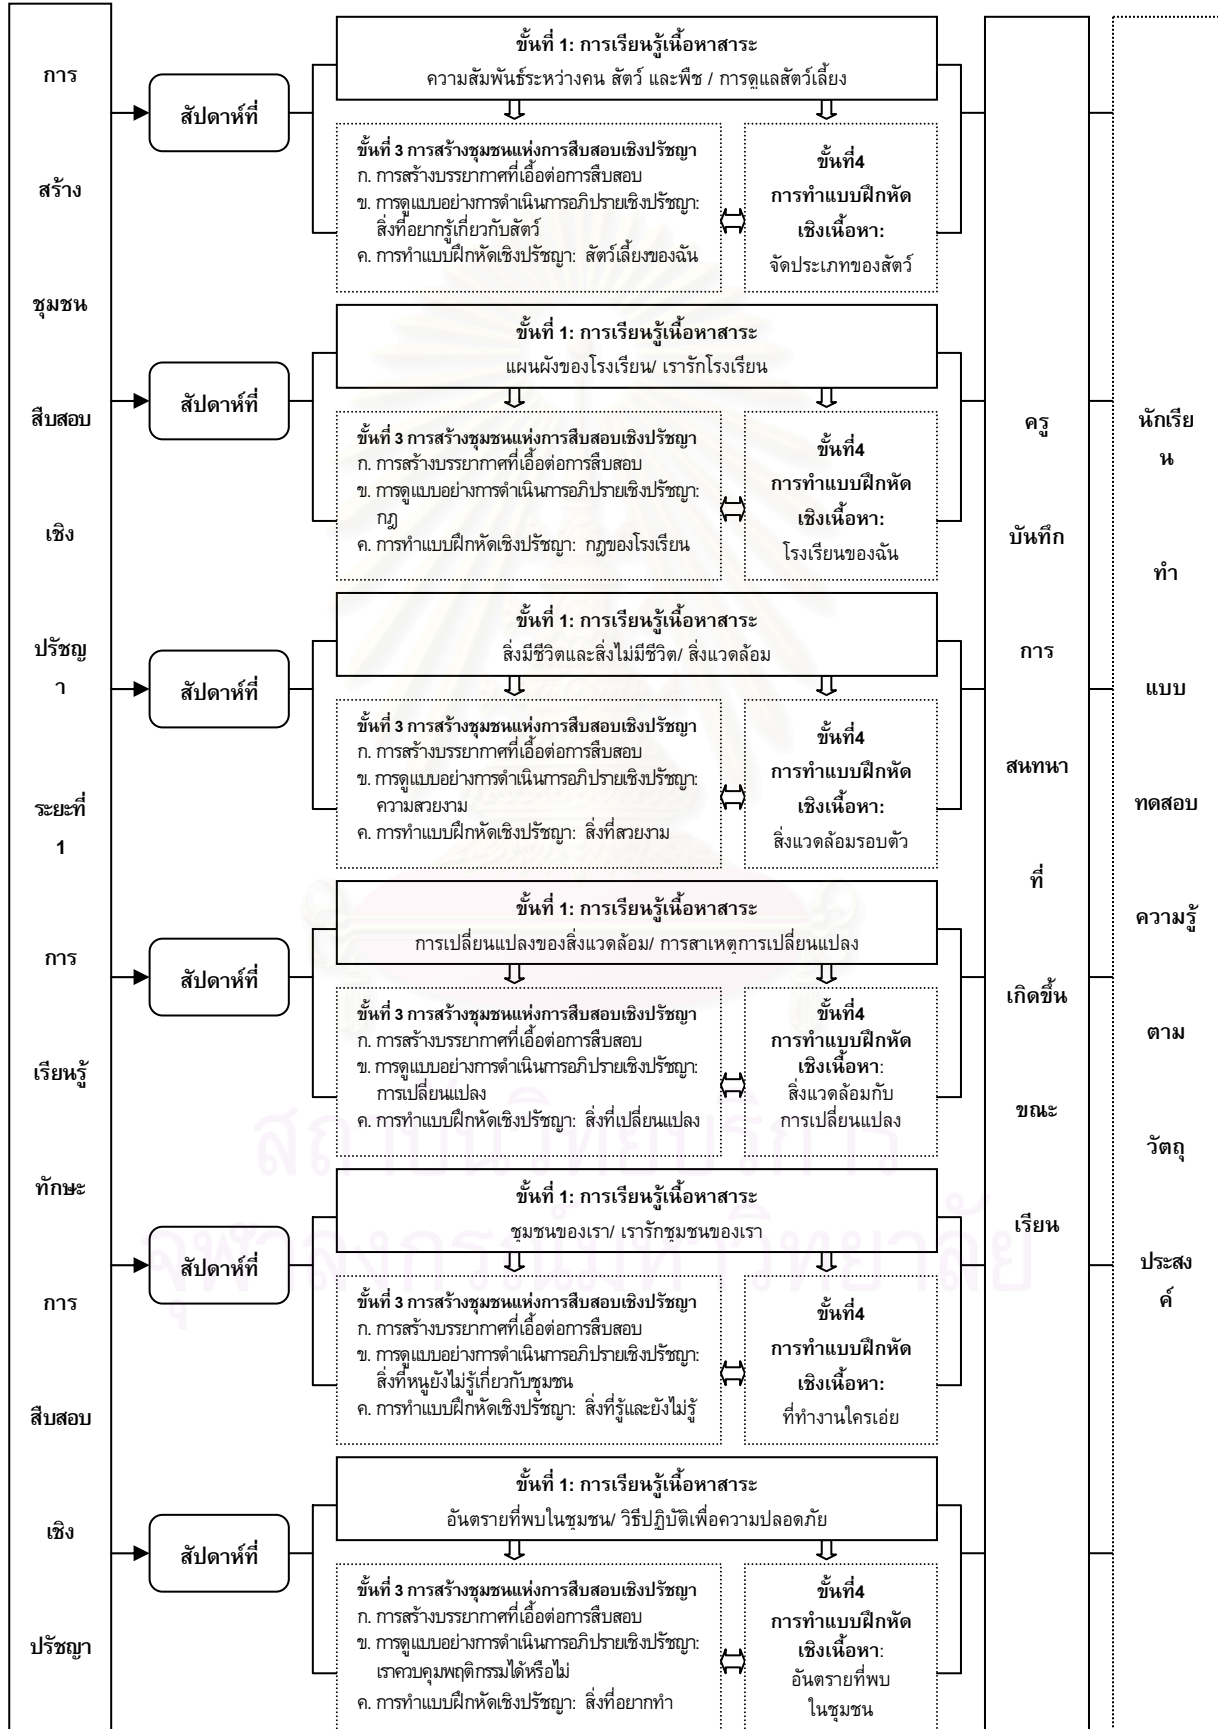 การ
สร้าง
ชุมชน
สืบสอบ
เชิง
ปรัชญ
า
ระยะที่
1
การ
เรียนรู้
ทักษะ
การ
สืบสอบ
เชิง
ปรัชญา
สัปดาห์ที่
ขั้นที่ 1: การเรียนรู้เนื้อหาสาระ
ความสัมพันธ์ระหว่างคน สัตว์ และพืช / การดูแลสัตว์เลี้ยง
ขั้นที่ 3 การสร้างชุมชนแห่งการสืบสอบเชิงปรัชญา
ก. การสร้างบรรยากาศที่เอื้อต่อการสืบสอบ
ข. การดูแบบอย่างการดำเนินการอภิปรายเชิงปรัชญา:
สิ่งที่อยากรู้เกี่ยวกับสัตว์
ค. การทำแบบฝึกหัดเชิงปรัชญา: สัตว์เลี้ยงของฉัน
ขั้นที่4
การทำแบบฝึกหัด
เชิงเนื้อหา:
จัดประเภทของสัตว์
สัปดาห์ที่
ขั้นที่ 1: การเรียนรู้เนื้อหาสาระ
แผนผังของโรงเรียน/ เรารักโรงเรียน
ขั้นที่ 3 การสร้างชุมชนแห่งการสืบสอบเชิงปรัชญา
ก. การสร้างบรรยากาศที่เอื้อต่อการสืบสอบ
ข. การดูแบบอย่างการดำเนินการอภิปรายเชิงปรัชญา:
กฎ
ค. การทำแบบฝึกหัดเชิงปรัชญา: กฎของโรงเรียน
ขั้นที่4
การทำแบบฝึกหัด
เชิงเนื้อหา:
โรงเรียนของฉัน
สัปดาห์ที่
ขั้นที่ 1: การเรียนรู้เนื้อหาสาระ
สิ่งมีชีวิตและสิ่งไม่มีชีวิต/ สิ่งแวดล้อม
ขั้นที่ 3 การสร้างชุมชนแห่งการสืบสอบเชิงปรัชญา
ก. การสร้างบรรยากาศที่เอื้อต่อการสืบสอบ
ข. การดูแบบอย่างการดำเนินการอภิปรายเชิงปรัชญา:
ความสวยงาม
ค. การทำแบบฝึกหัดเชิงปรัชญา: สิ่งที่สวยงาม
ขั้นที่4
การทำแบบฝึกหัด
เชิงเนื้อหา:
สิ่งแวดล้อมรอบตัว
สัปดาห์ที่
ขั้นที่ 1: การเรียนรู้เนื้อหาสาระ
การเปลี่ยนแปลงของสิ่งแวดล้อม/ การสาเหตุการเปลี่ยนแปลง
ขั้นที่ 3 การสร้างชุมชนแห่งการสืบสอบเชิงปรัชญา
ก. การสร้างบรรยากาศที่เอื้อต่อการสืบสอบ
ข. การดูแบบอย่างการดำเนินการอภิปรายเชิงปรัชญา:
การเปลี่ยนแปลง
ค. การทำแบบฝึกหัดเชิงปรัชญา: สิ่งที่เปลี่ยนแปลง
ขั้นที่4
การทำแบบฝึกหัด
เชิงเนื้อหา:
สิ่งแวดล้อมกับ
การเปลี่ยนแปลง
สัปดาห์ที่
ขั้นที่ 1: การเรียนรู้เนื้อหาสาระ
ชุมชนของเรา/ เรารักชุมชนของเรา
ขั้นที่ 3 การสร้างชุมชนแห่งการสืบสอบเชิงปรัชญา
ก. การสร้างบรรยากาศที่เอื้อต่อการสืบสอบ
ข. การดูแบบอย่างการดำเนินการอภิปรายเชิงปรัชญา:
สิ่งที่หนูยังไม่รู้เกี่ยวกับชุมชน
ค. การทำแบบฝึกหัดเชิงปรัชญา: สิ่งที่รู้และยังไม่รู้
ขั้นที่4
การทำแบบฝึกหัด
เชิงเนื้อหา:
ที่ทำงานใครเอ่ย
สัปดาห์ที่
ขั้นที่ 1: การเรียนรู้เนื้อหาสาระ
อันตรายที่พบในชุมชน/ วิธีปฏิบัติเพื่อความปลอดภัย
ขั้นที่ 3 การสร้างชุมชนแห่งการสืบสอบเชิงปรัชญา
ก. การสร้างบรรยากาศที่เอื้อต่อการสืบสอบ
ข. การดูแบบอย่างการดำเนินการอภิปรายเชิงปรัชญา:
เราควบคุมพฤติกรรมได้หรือไม่
ค. การทำแบบฝึกหัดเชิงปรัชญา: สิ่งที่อยากทำ
ขั้นที่4
การทำแบบฝึกหัด
เชิงเนื้อหา:
อันตรายที่พบ
ในชุมชน
ครู
บันทึก
การ
สนทนา
ที่
เกิดขึ้น
ขณะ
เรียน
นักเรีย
น
ทำ
แบบ
ทดสอบ
ความรู้
ตาม
วัตถุ
ประสง
ค์
สถาบันวิทยบริการ
จุฬาลงกรณ์มหาวิทยาลัย